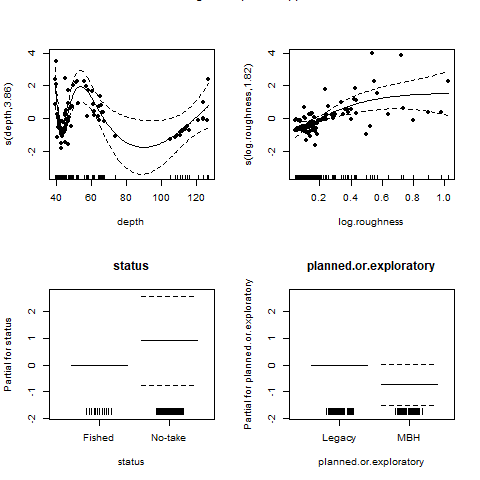 s(depth,3.86)
4
2
0
-2
40
60
80
100
120
depth
s(log.roughness,1.82)
4
2
0
-2
0.2
0.4
0.6
0.8
1.0
log.roughness
status
Partial for status
2
1
0
-1
-2
Fished
No-take
status
planned.or.exploratory
Partial for planned.or.exploratory
2
1
0
-1
-2
Legacy
MBH
planned.or.exploratory